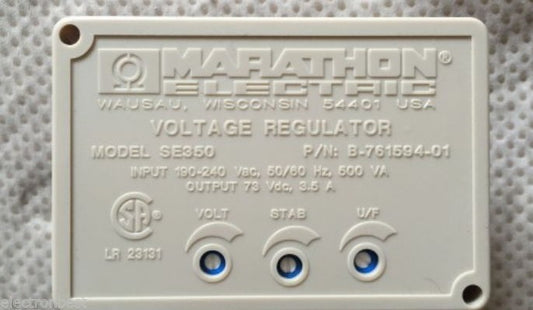 MARATHON®
ELECTRIC
WAUSAU, WISCONSIN 54401 USA
VOLTAGE REGULATOR
MODEL SE350 P/N: B-761594-01
INPUT 190-240 Vac, 50/60 Hz, 500 VA
OUTPUT 73 Vdc, 3.5 A
SA®
VOLT STAB U/F
LR 23131